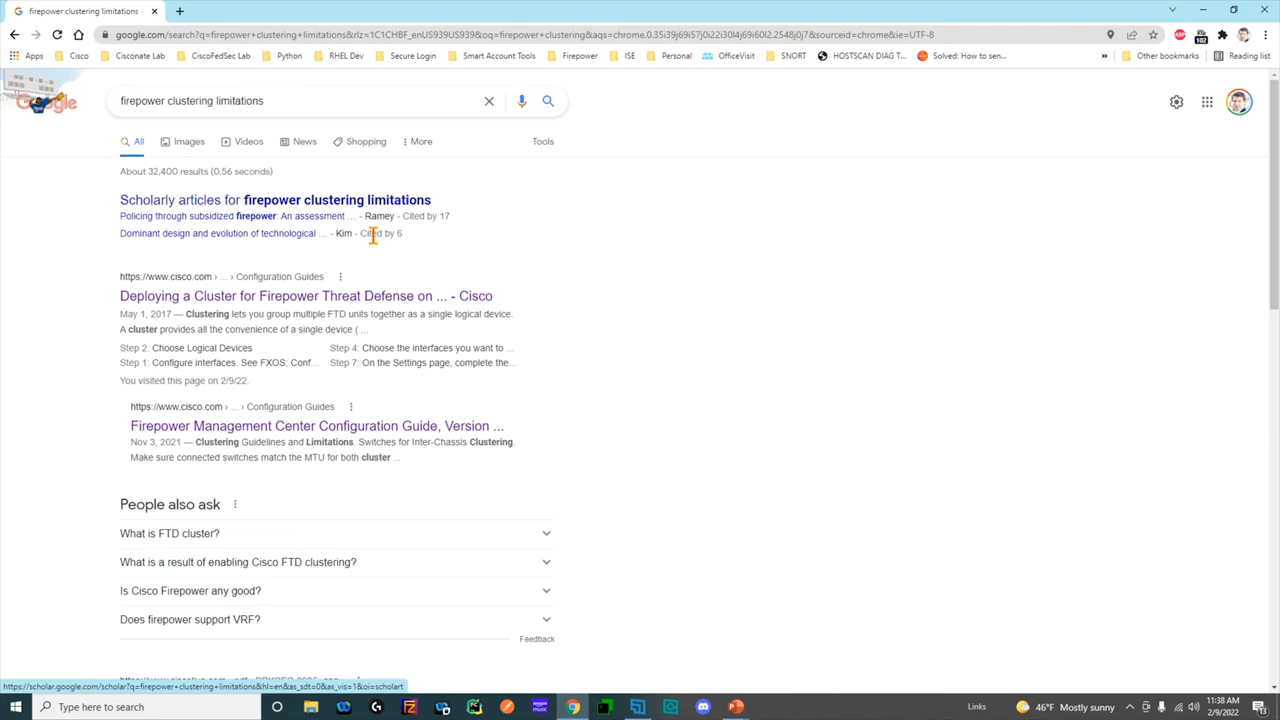 firepower clustering limitations
google.com/search?q=firepower+clustering+limitations&rlz=1C1CHBF_enUS939US939&oq=firepower+clustering&aqs=chrome.0.35i39j69i57j0i22i30l4j69i60l2.2548j0j7&sourceid=chrome&ie=UTF-8
102
Apps Cisco Cisconate Lab CiscoFedSec Lab Python RHEL Dev Secure Login Smart Account Tools Firepower ISE Personal OfficeVisit SNORT HOSTSCAN DIAG T... Solved: How to sen... » Other bookmarks Reading list
firepower clustering limitations
All Images Videos News Shopping More Tools
About 32,400 results (0.56 seconds)
Scholarly articles for firepower clustering limitations
Policing through subsidized firepower: An assessment ... - Ramey - Cited by 17
Dominant design and evolution of technological ... - Kim - Cited by 6
https://www.cisco.com › ... › Configuration Guides
Deploying a Cluster for Firepower Threat Defense on ... - Cisco
May 1, 2017 — Clustering lets you group multiple FTD units together as a single logical device.
A cluster provides all the convenience of a single device ( ...
Step 2: Choose Logical Devices Step 4: Choose the interfaces you want to ...
Step 1: Configure interfaces. See FXOS: Conf... Step 7: On the Settings page, complete the...
You visited this page on 2/9/22.
https://www.cisco.com › ... › Configuration Guides
Firepower Management Center Configuration Guide, Version ...
Nov 3, 2021 — Clustering Guidelines and Limitations. Switches for Inter-Chassis Clustering.
Make sure connected switches match the MTU for both cluster ...
People also ask
What is FTD cluster?
What is a result of enabling Cisco FTD clustering?
Is Cisco Firepower any good?
Does firepower support VRF?
Feedback
https://scholar.google.com/scholar?q=firepower+clustering+limitations&hl=en&as_sdt=0&as_vis=1&oi=scholart
Type here to search
Links
46°F Mostly sunny
11:38 AM
2/9/2022